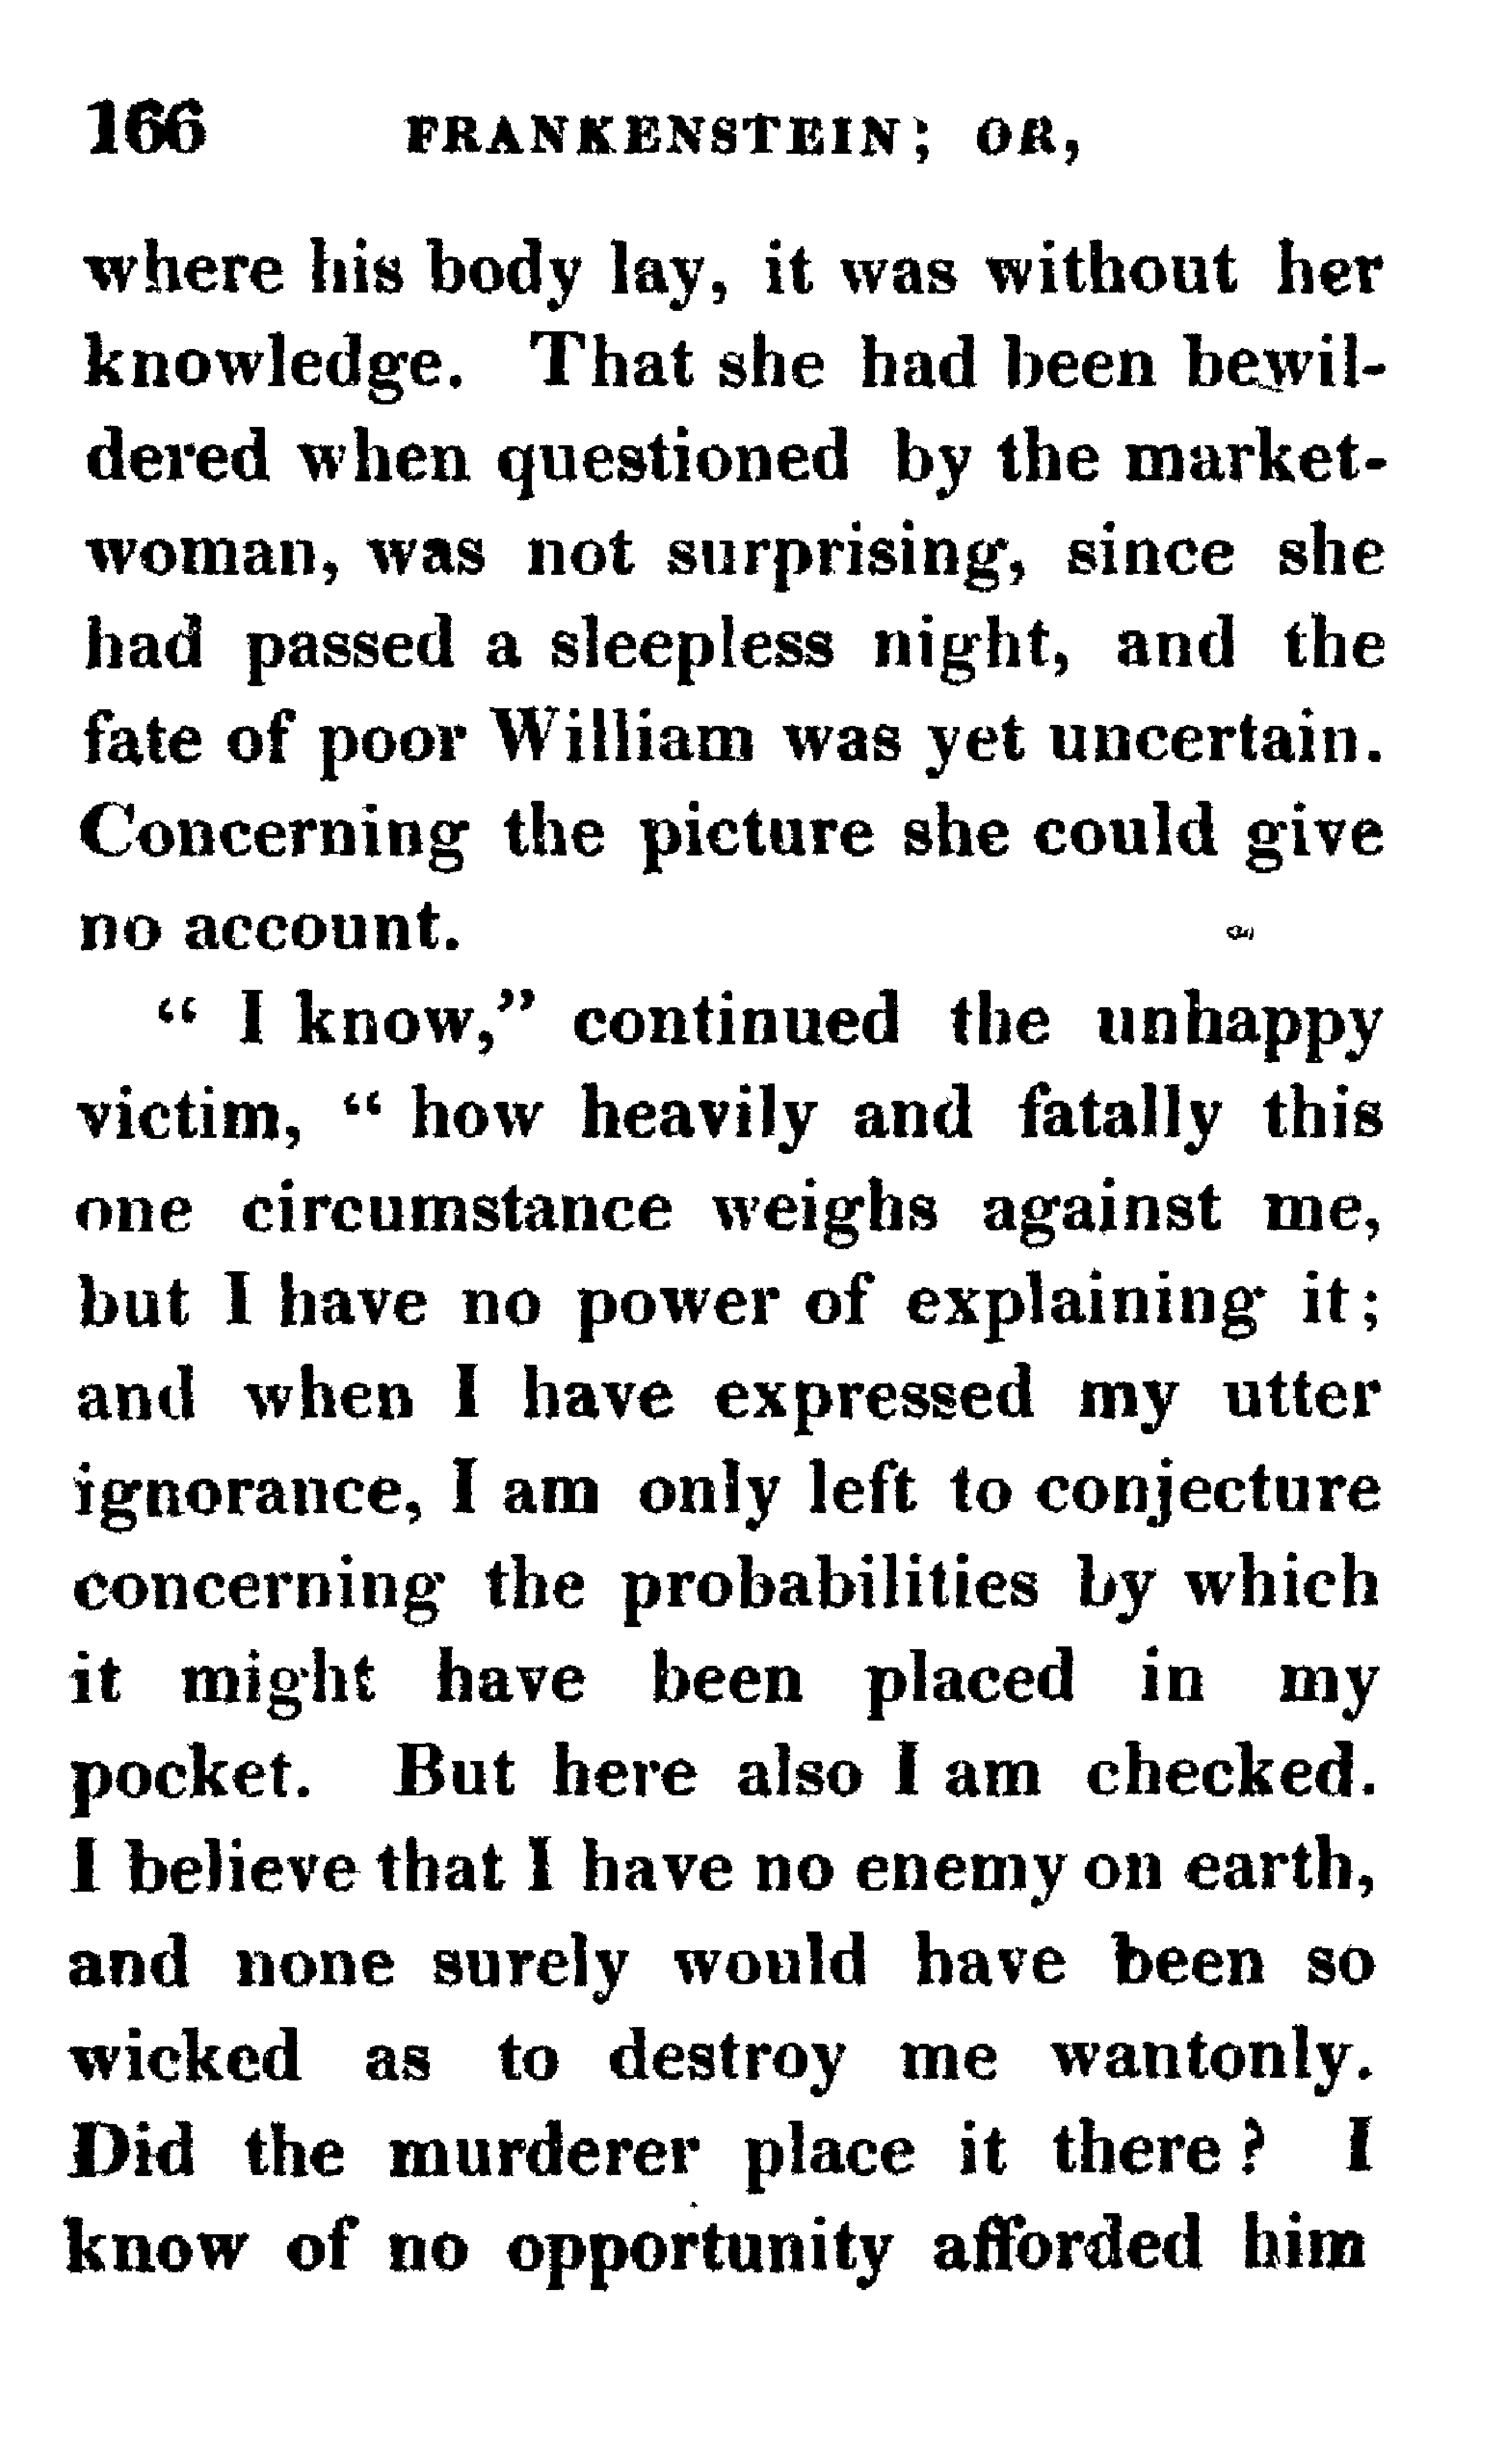 166 FRANKENSTEIN; OR,
where his body lay, it was without her
knowledge. That she had been bewil-
dered when questioned by the market-
woman, was not surprising, since she
had passed a sleepless night, and the
fate of poor William was yet uncertain.
Concerning the picture she could give
no account.
“ I know,” continued the unhappy
victim, “ how heavily and fatally this
one circumstance weighs against me,
but I have no power of explaining it;
and when I have expressed my utter
ignorance, I am only left to conjecture
concerning the probabilities by which
it might have been placed in my
pocket. But here also I am checked.
I believe that I have no enemy on earth,
and none surely would have been so
wicked as to destroy me wantonly.
Did the murderer place it there? I
know of no opportunity afforded him